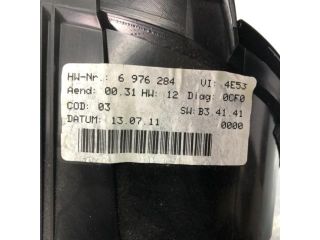 HW-Nr.: 6 976 284 VI: 4E53
Aend: 00.31 HW: 12 Diag: 0CF0
COD: 03 SW: B3.41.41
DATUM: 13.07.11 0000